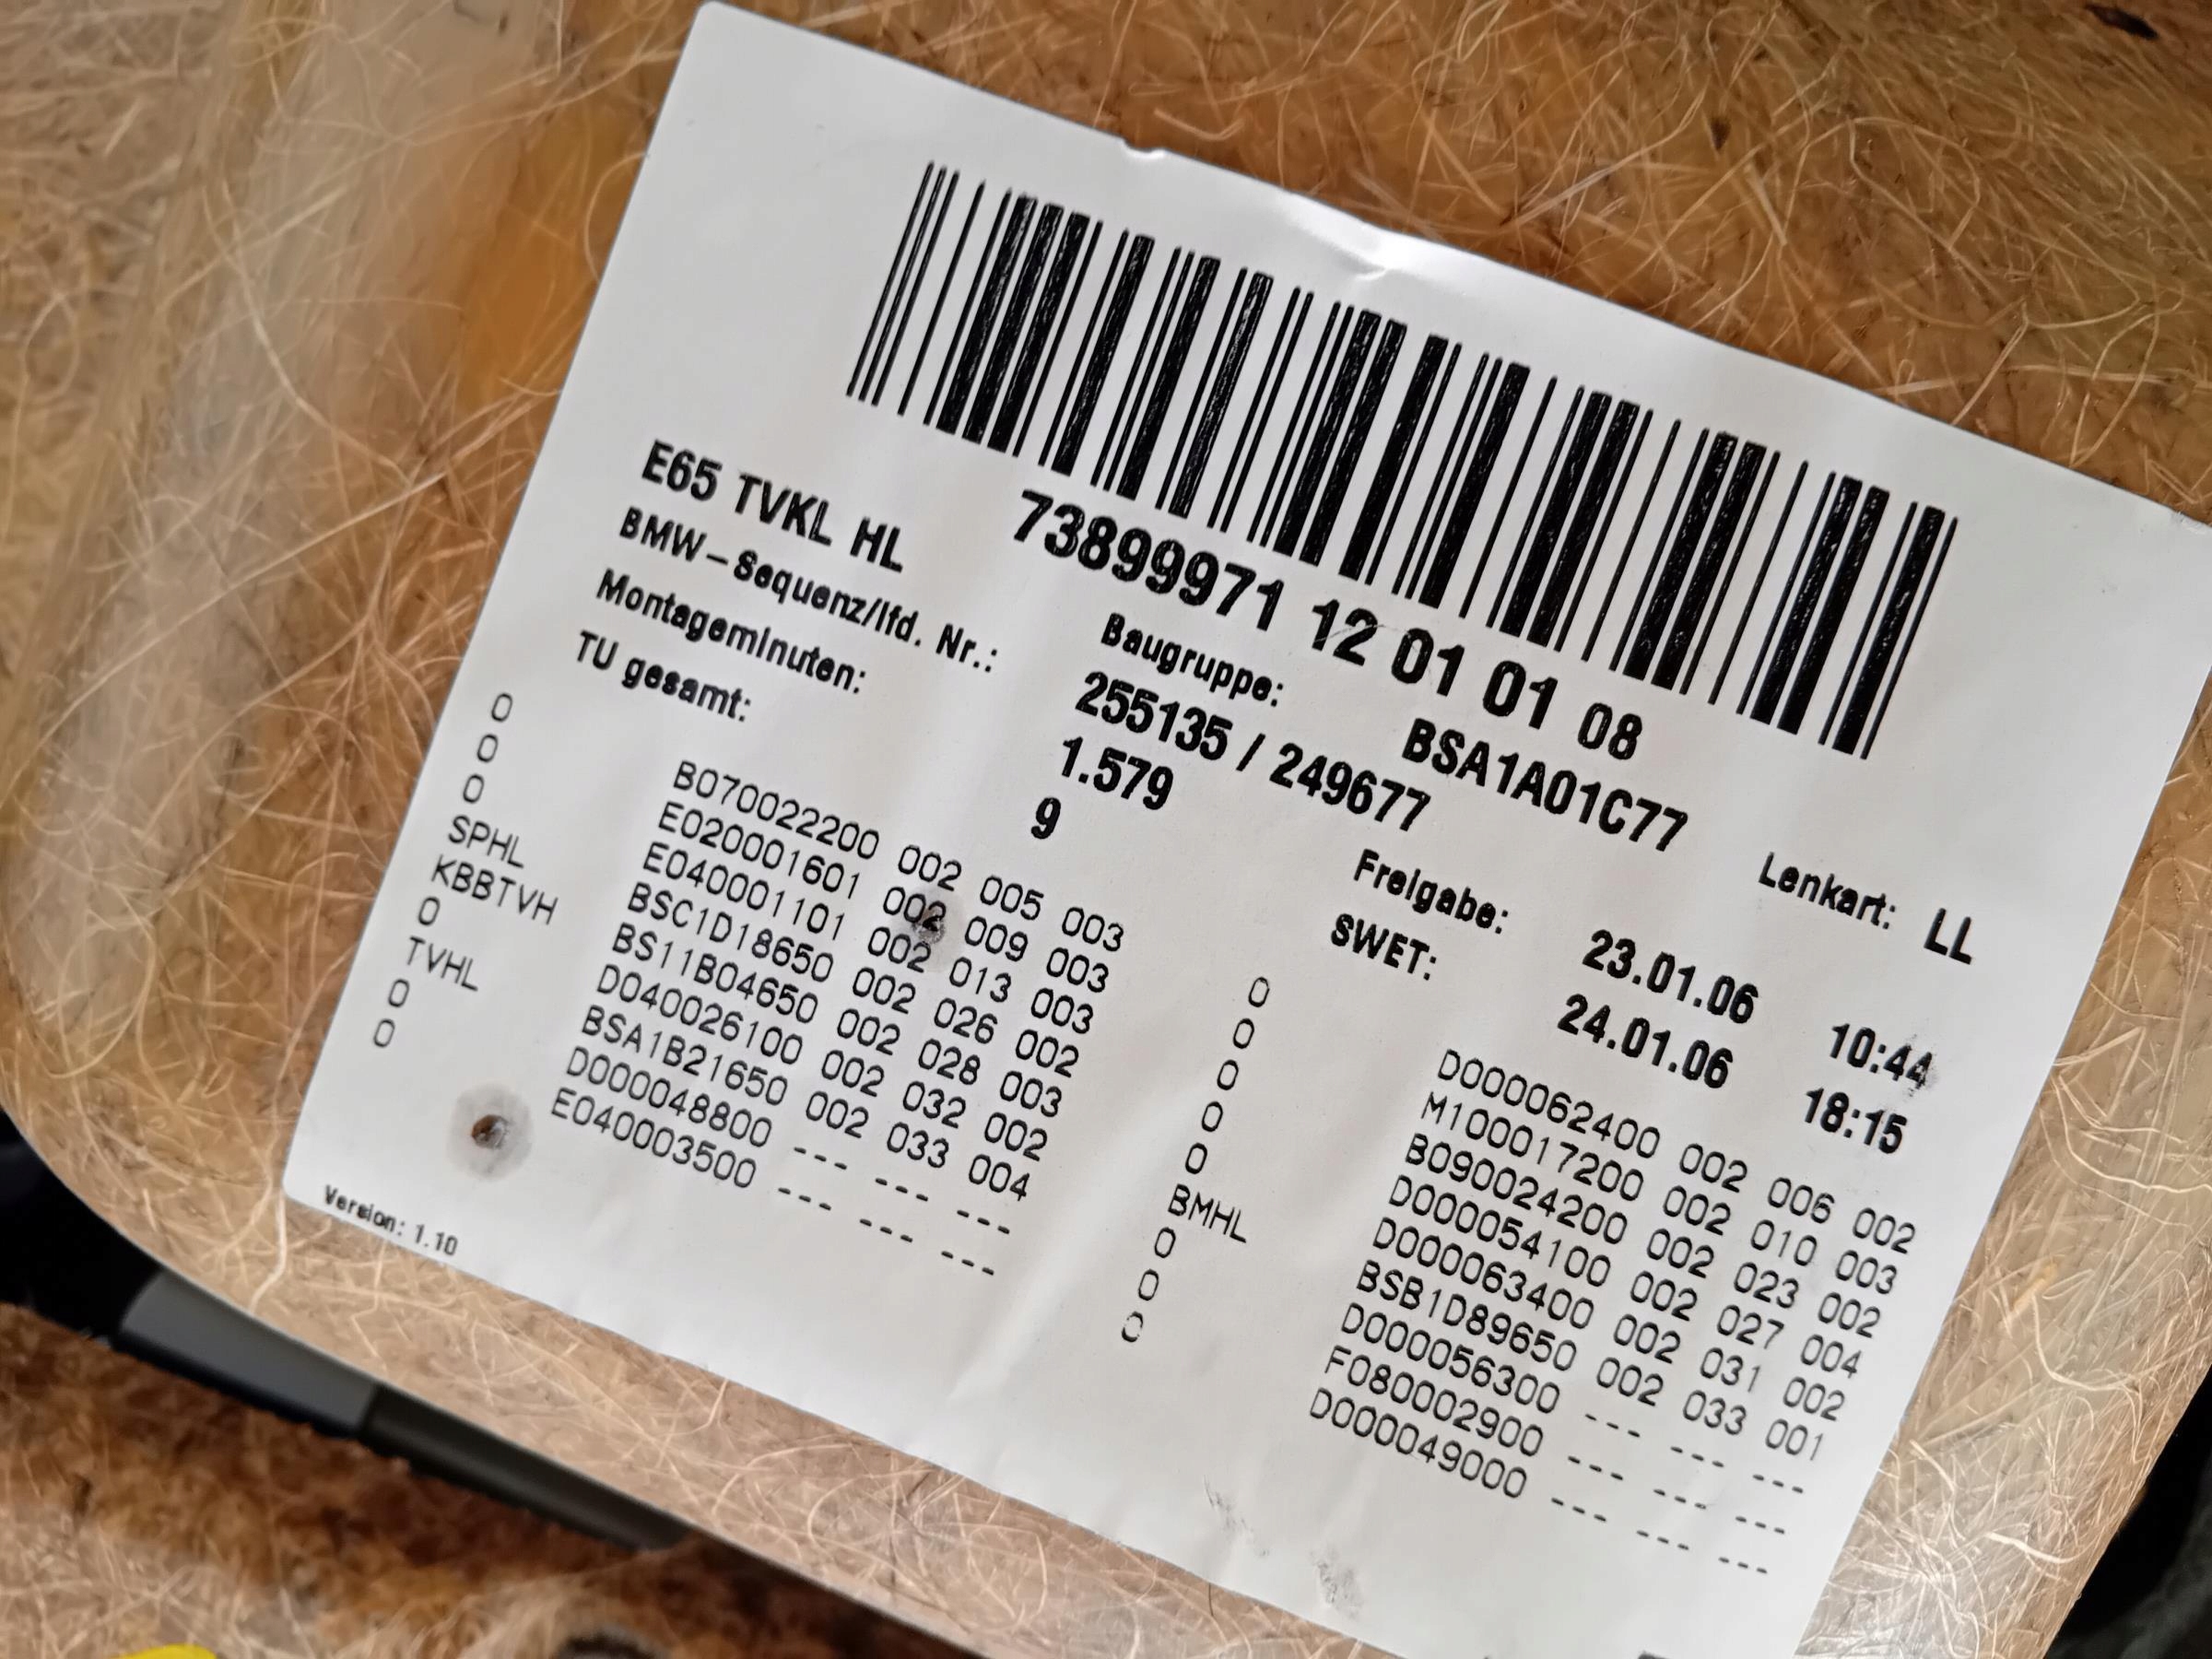 73899971 12 01 01 08
E65 TVKL HL Baugruppe: BSA1A01C77 Lenkart: LL
BMW-Sequenz/lfd. Nr.: 255135 / 249677 Freigabe: 23.01.06 10:44
Montageminuten: 1.579 SWET: 24.01.06 18:15
TU gesamt: 9
0 B070022200 002 005 003 0 D000062400 002 006 002
0 E020001601 002 009 003 0 M100017200 002 010 003
0 E040001101 002 013 003 0 B090024200 002 023 002
SPHL BSC1D18650 002 026 002 0 D000054100 002 027 004
KBBTVH BS11B04650 002 028 003 0 D000063400 002 031 002
0 D040026100 002 032 002 BMHL BSB1D89650 002 033 001
TVHL BSA1B21650 002 033 004 0 D000056300 --- --- ---
0 D000048800 --- --- --- 0 F080002900 --- --- ---
0 E040003500 --- --- --- 0 D000049000 --- --- ---
Version: 1.10